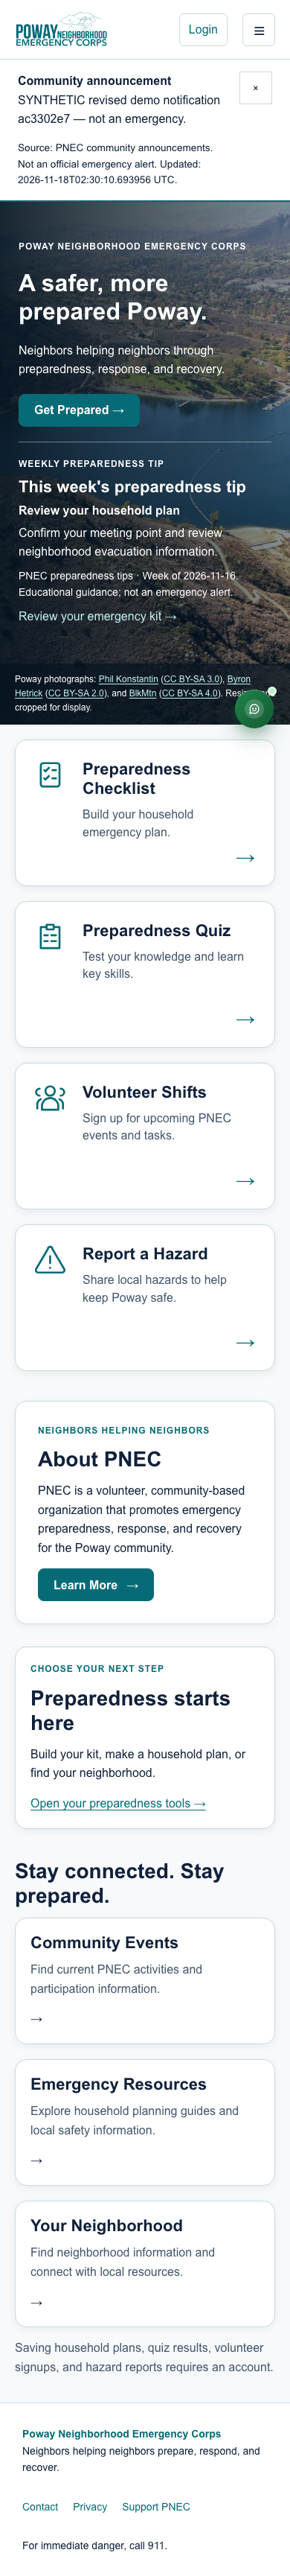 POWAY NEIGHBORHOOD
EMERGENCY CORPS
Login
Community announcement
SYNTHETIC revised demo notification
ac3302e7 — not an emergency.
×
Source: PNEC community announcements.
Not an official emergency alert. Updated:
2026-11-18T02:30:10.693956 UTC.
POWAY NEIGHBORHOOD EMERGENCY CORPS
A safer, more
prepared Poway.
Neighbors helping neighbors through
preparedness, response, and recovery.
Get Prepared →
WEEKLY PREPAREDNESS TIP
This week's preparedness tip
Review your household plan
Confirm your meeting point and review
neighborhood evacuation information.
PNEC preparedness tips · Week of 2026-11-16.
Educational guidance; not an emergency alert.
Review your emergency kit →
Poway photographs: Phil Konstantin (CC BY-SA 3.0), Byron
Hetrick (CC BY-SA 2.0), and BikMtn (CC BY-SA 4.0).
cropped for display.
Preparedness
Checklist
Build your household
emergency plan.
→
Preparedness Quiz
Test your knowledge and learn
key skills.
→
Volunteer Shifts
Sign up for upcoming PNEC
events and tasks.
→
Report a Hazard
Share local hazards to help
keep Poway safe.
→
NEIGHBORS HELPING NEIGHBORS
About PNEC
PNEC is a volunteer, community-based
organization that promotes emergency
preparedness, response, and recovery
for the Poway community.
Learn More →
CHOOSE YOUR NEXT STEP
Preparedness starts
here
Build your kit, make a household plan, or
find your neighborhood.
Open your preparedness tools →
Stay connected. Stay
prepared.
Community Events
Find current PNEC activities and
participation information.
→
Emergency Resources
Explore household planning guides and
local safety information.
→
Your Neighborhood
Find neighborhood information and
connect with local resources.
→
Saving household plans, quiz results, volunteer
signups, and hazard reports requires an account.
Poway Neighborhood Emergency Corps
Neighbors helping neighbors prepare, respond, and
recover.
Contact Privacy Support PNEC
For immediate danger, call 911.